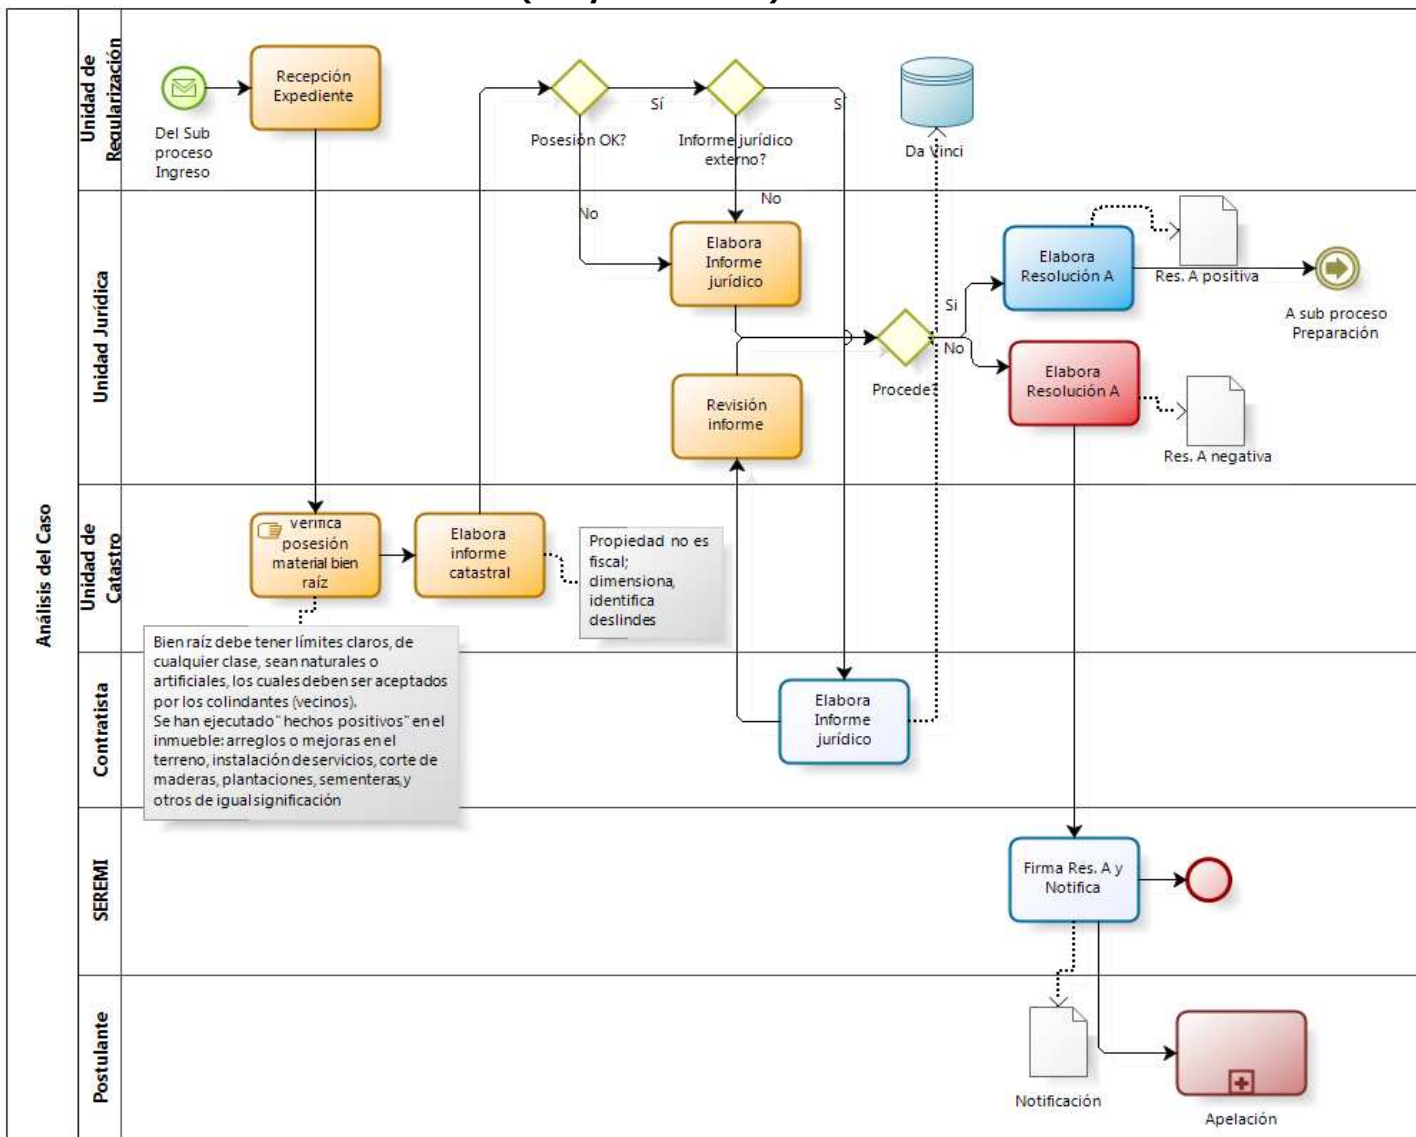 Análisis del Caso
Unidad de
Regularización
Del Sub
proceso
Ingreso
Recepción
Expediente
Posesión OK?
Sí
No
Informe jurídico
externo?
Sí
No
Da Vinci
Unidad Jurídica
Elabora
Informe
jurídico
Revisión
informe
Procede?
Si
No
Elabora
Resolución A
Res. A positiva
A sub proceso
Preparación
Elabora
Resolución A
Res. A negativa
Unidad de
Catastro
verifica
posesión
material bien
raíz
Elabora
informe
catastral
Propiedad no es
fiscal;
dimensiona,
identifica
deslindes
Bien raíz debe tener límites claros, de
cualquier clase, sean naturales o
artificiales, los cuales deben ser aceptados
por los colindantes (vecinos).
Se han ejecutado" hechos positivos" en el
inmueble: arreglos o mejoras en el
terreno, instalación de servicios, corte de
maderas, plantaciones, sementeras,y
otros de igual significación
Contratista
Elabora
Informe
jurídico
SEREMI
Firma Res. A y
Notifica
Postulante
Notificación
Apelación